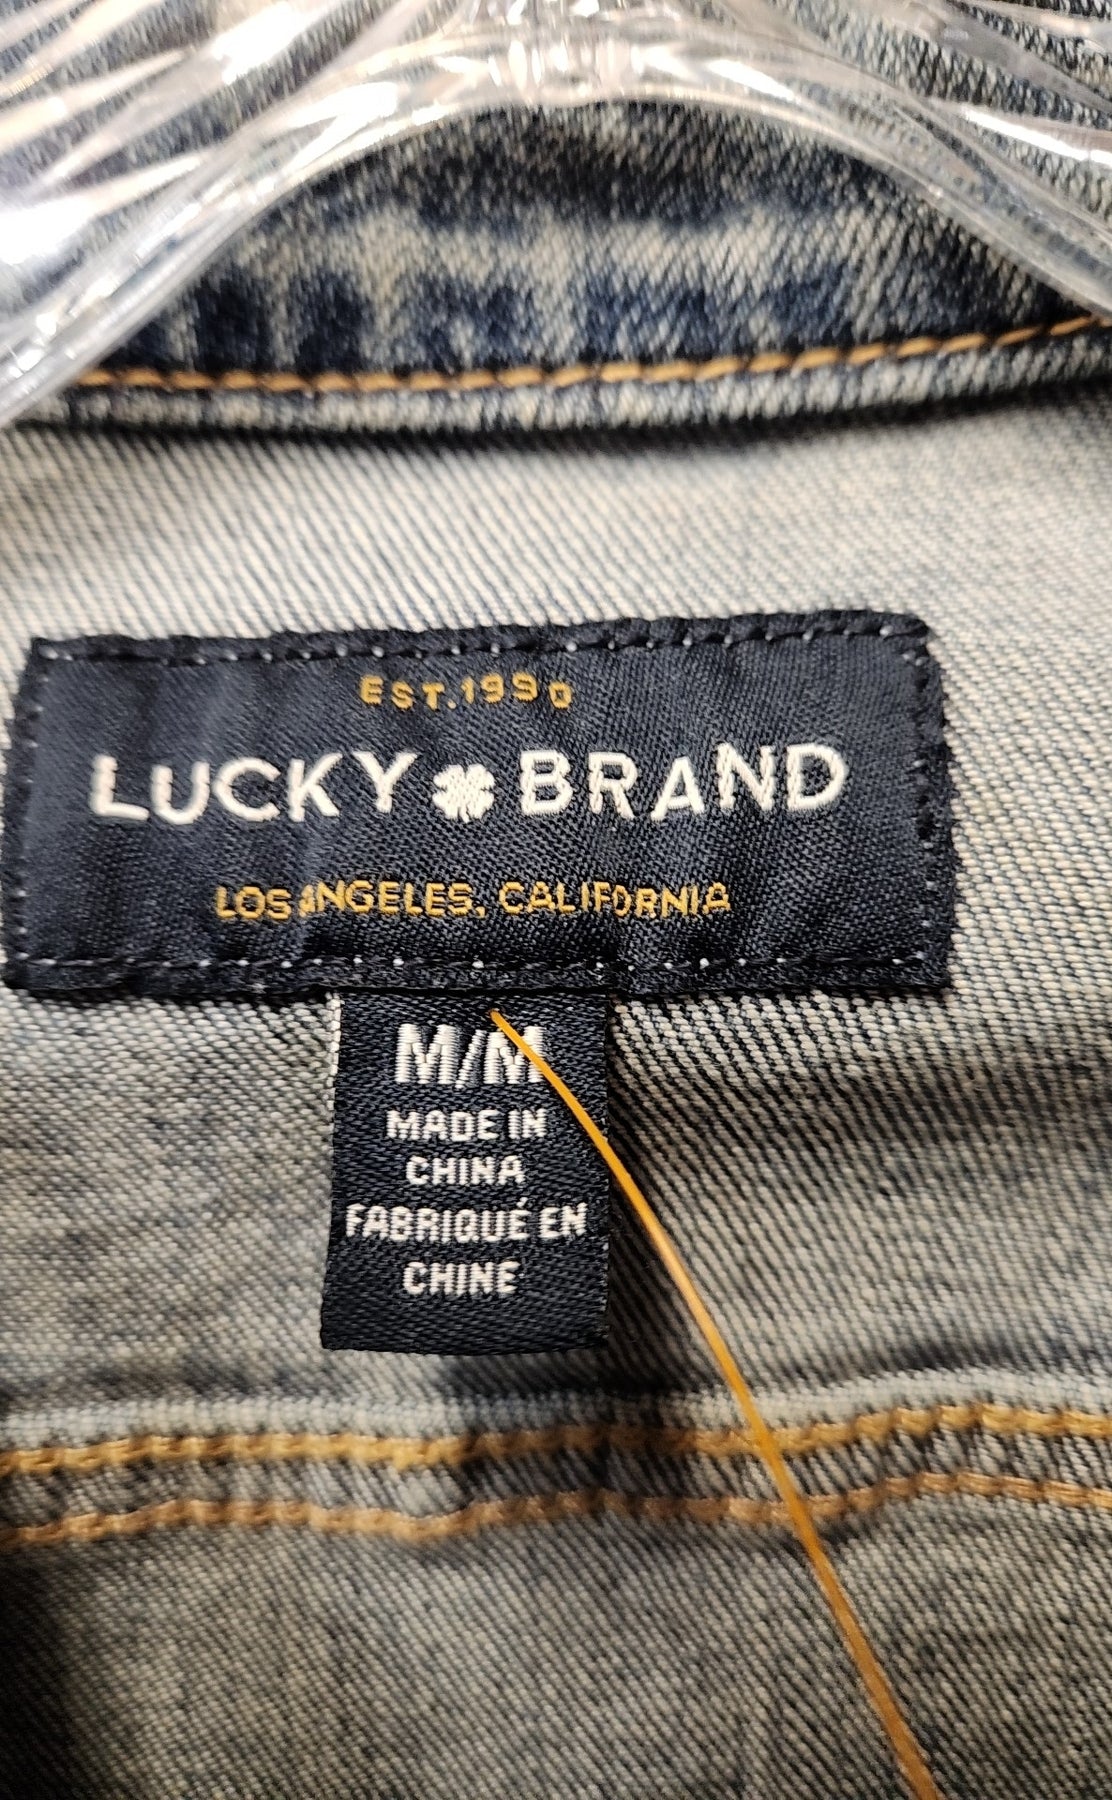 EST. 1990
LUCKY BRAND
LOS ANGELES, CALIFORNIA
M/M
MADE IN
CHINA
FABRIQUÉ EN
CHINE